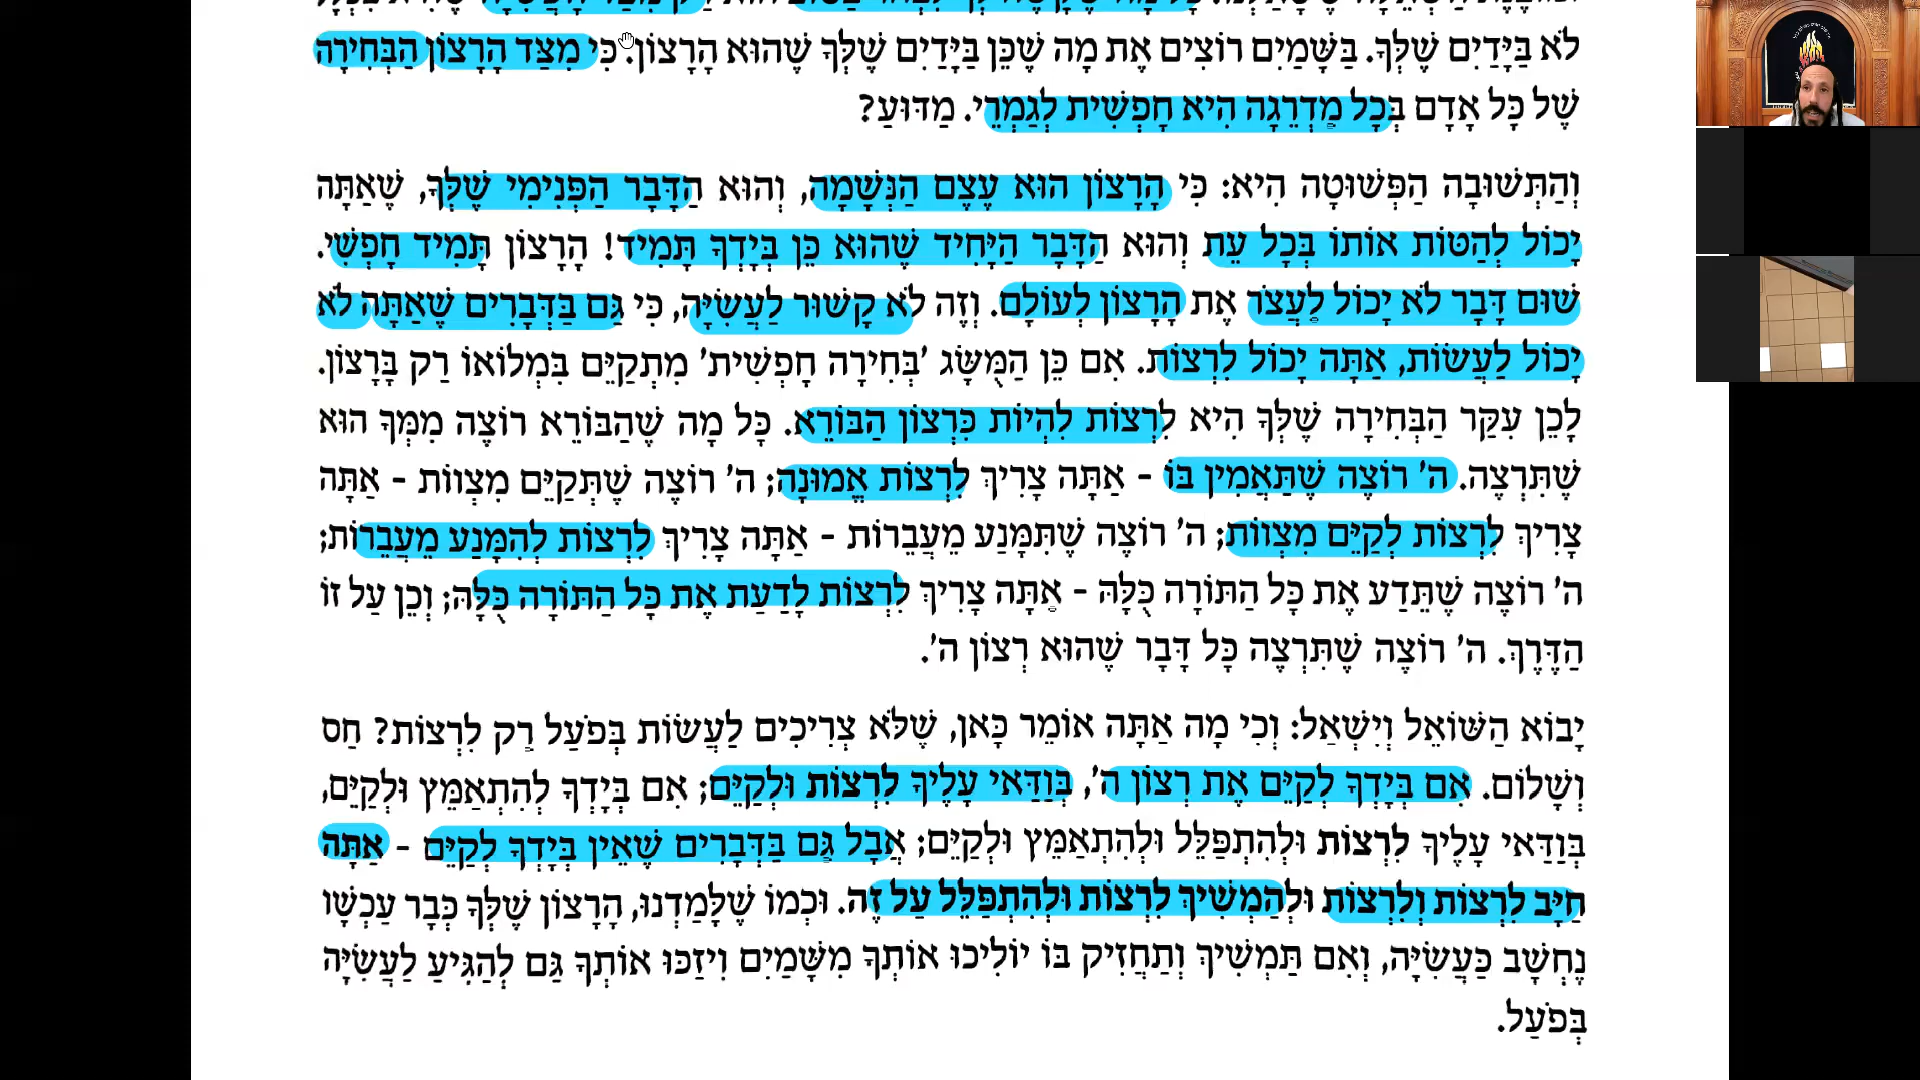 לֹא בַּיָּדַיִם שֶׁלְּךָ. בַּשָּׁמַיִם רוֹצִים אֶת מָה שֶׁכֵּן בַּיָּדַיִם שֶׁלְּךָ שֶׁהוּא הָרָצוֹן. כִּי מִצַּד הָרָצוֹן הַבְּחִירָה
שֶׁל כָּל אָדָם בְּכָל מַדְרֵגָה הִיא חָפְשִׁית לְגַמְרֵי. מַדּוּעַ?
וְהַתְּשׁוּבָה הַפְּשׁוּטָה הִיא: כִּי הָרָצוֹן הוּא עֶצֶם הַנְּשָׁמָה, וְהוּא הַדָּבָר הַפְּנִימִי שֶׁלְּךָ, שֶׁאַתָּה
יָכוֹל לְהַטּוֹת אוֹתוֹ בְּכָל עֵת וְהוּא הַדָּבָר הַיָּחִיד שֶׁהוּא כֵּן בְּיָדְךָ תָּמִיד! הָרָצוֹן תָּמִיד חָפְשִׁי.
שׁוּם דָּבָר לֹא יָכוֹל לַעֲצֹר אֶת הָרָצוֹן לְעוֹלָם. וְזֶה לֹא קָשׁוּר לַעֲשִׂיָּה, כִּי גַּם בַּדְּבָרִים שֶׁאַתָּה לֹא
יָכוֹל לַעֲשׂוֹת, אַתָּה יָכוֹל לִרְצוֹת. אִם כֵּן הַמֻּשָּׂג 'בְּחִירָה חָפְשִׁית' מִתְקַיֵּם בִּמְלוֹאוֹ רַק בָּרָצוֹן.
לָכֵן עִקַּר הַבְּחִירָה שֶׁלְּךָ הִיא לִרְצוֹת לִהְיוֹת כִּרְצוֹן הַבּוֹרֵא. כָּל מָה שֶׁהַבּוֹרֵא רוֹצֶה מִמְּךָ הוּא
שֶׁתִּרְצֶה. ה' רוֹצֶה שֶׁתַּאֲמִין בּוֹ - אַתָּה צָרִיךְ לִרְצוֹת אֱמוּנָה; ה' רוֹצֶה שֶׁתְּקַיֵּם מִצְווֹת - אַתָּה
צָרִיךְ לִרְצוֹת לְקַיֵּם מִצְווֹת; ה' רוֹצֶה שֶׁתִּמָּנַע מֵעֲבֵרוֹת - אַתָּה צָרִיךְ לִרְצוֹת לְהִמָּנַע מֵעֲבֵרוֹת;
ה' רוֹצֶה שֶׁתֵּדַע אֶת כָּל הַתּוֹרָה כֻּלָּהּ - אַתָּה צָרִיךְ לִרְצוֹת לָדַעַת אֶת כָּל הַתּוֹרָה כֻּלָּהּ; וְכֵן עַל זוֹ
הַדֶּרֶךְ. ה' רוֹצֶה שֶׁתִּרְצֶה כָּל דָּבָר שֶׁהוּא רְצוֹן ה'.
יָבוֹא הַשּׁוֹאֵל וְיִשְׁאַל: וְכִי מָה אַתָּה אוֹמֵר כָּאן, שֶׁלֹּא צְרִיכִים לַעֲשׂוֹת בְּפֹעַל רַק לִרְצוֹת? חַס
וְשָׁלוֹם. אִם בְּיָדְךָ לְקַיֵּם אֶת רְצוֹן ה', בְּוַדַּאי עָלֶיךָ לִרְצוֹת וּלְקַיֵּם; אִם בְּיָדְךָ לְהִתְאַמֵּץ וּלְקַיֵּם,
בְּוַדַּאי עָלֶיךָ לִרְצוֹת וּלְהִתְפַּלֵּל וּלְהִתְאַמֵּץ וּלְקַיֵּם; אֲבָל גַּם בַּדְּבָרִים שֶׁאֵין בְּיָדְךָ לְקַיֵּם - אַתָּה
חַיָּב לִרְצוֹת וְלִרְצוֹת וּלְהַמְשִׁיךְ לִרְצוֹת וּלְהִתְפַּלֵּל עַל זֶה. וּכְמוֹ שֶׁלָּמַדְנוּ, הָרָצוֹן שֶׁלְּךָ כְּבָר עַכְשָׁו
נֶחְשָׁב כַּעֲשִׂיָּה, וְאִם תַּמְשִׁיךְ וְתַחֲזִיק בּוֹ יוֹלִיכוּ אוֹתְךָ מִשָּׁמַיִם וִיזַכּוּ אוֹתְךָ גַּם לְהַגִּיעַ לַעֲשִׂיָּה
בְּפֹעַל.